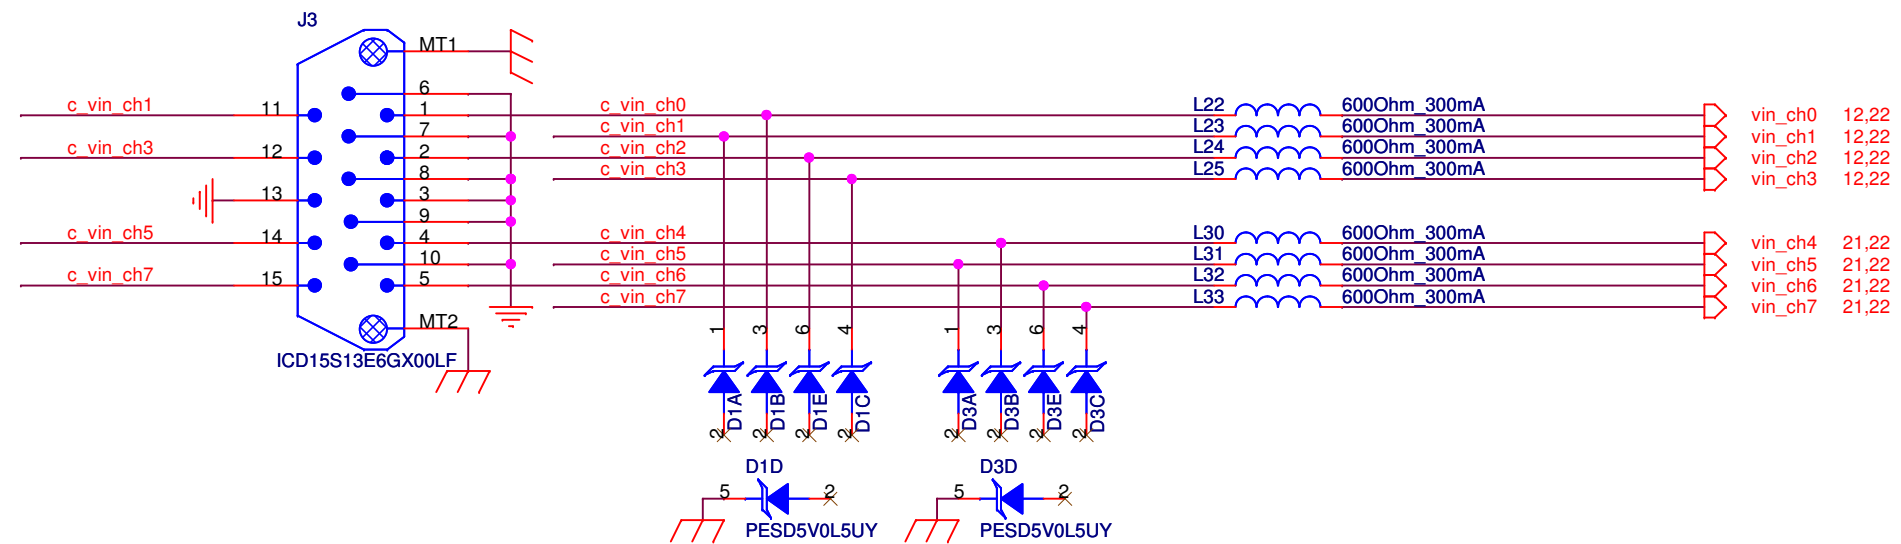 J3
MT1
6
c_vin_ch1 11 1 c_vin_ch0 L22 600Ohm_300mA vin_ch0 12,22
7 c_vin_ch1 L23 600Ohm_300mA vin_ch1 12,22
c_vin_ch3 12 2 c_vin_ch2 L24 600Ohm_300mA vin_ch2 12,22
8 c_vin_ch3 L25 600Ohm_300mA vin_ch3 12,22
13 3
9
c_vin_ch5 14 4 c_vin_ch4 L30 600Ohm_300mA vin_ch4 21,22
10 c_vin_ch5 L31 600Ohm_300mA vin_ch5 21,22
c_vin_ch7 15 5 c_vin_ch6 L32 600Ohm_300mA vin_ch6 21,22
c_vin_ch7 L33 600Ohm_300mA vin_ch7 21,22
MT2
1 3 6 4 1 3 6 4
ICD15S13E6GX00LF
D1A D1B D1E D1C D3A D3B D3E D3C
2 2 2 2 2 2 2 2
D1D D3D
5 2 5 2
PESD5V0L5UY PESD5V0L5UY